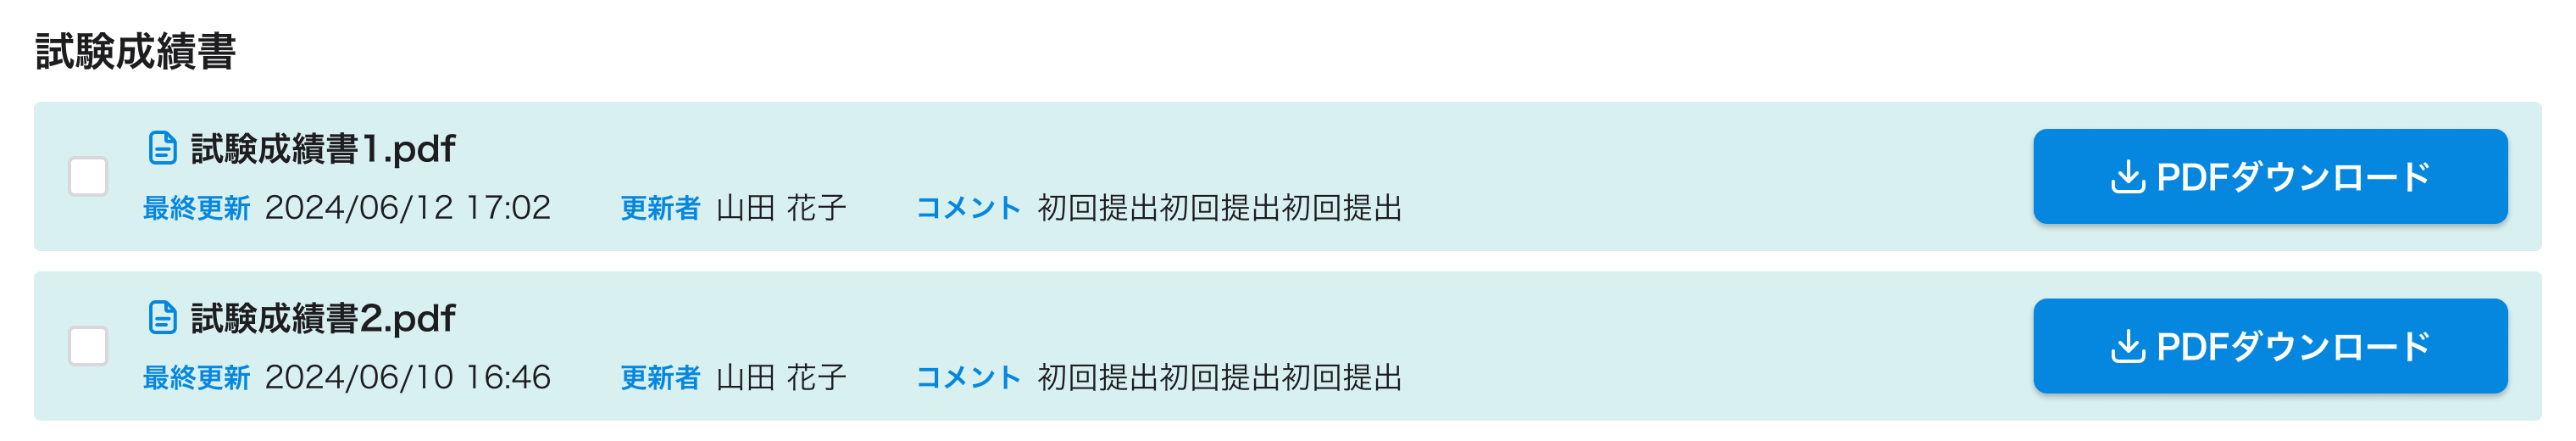 試験成績書
試験成績書1.pdf
最終更新 2024/06/12 17:02 更新者 山田 花子 コメント 初回提出初回提出初回提出
PDFダウンロード
試験成績書2.pdf
最終更新 2024/06/10 16:46 更新者 山田 花子 コメント 初回提出初回提出初回提出
PDFダウンロード